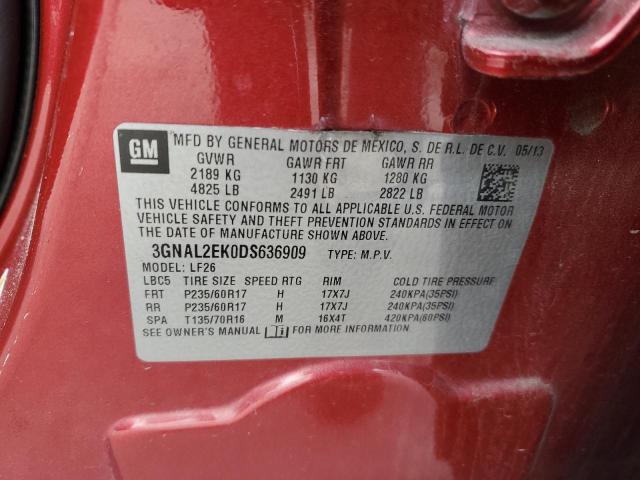 GM
MFD BY GENERAL MOTORS DE MEXICO, S. DE R.L. DE C.V. 05/13
GVWR GAWR FRT GAWR RR
2189 KG 1130 KG 1280 KG
4825 LB 2491 LB 2822 LB
THIS VEHICLE CONFORMS TO ALL APPLICABLE U.S. FEDERAL MOTOR
VEHICLE SAFETY AND THEFT PREVENTION STANDARDS IN EFFECT ON
THE DATE OF MANUFACTURE SHOWN ABOVE.
3GNAL2EK0DS636909 TYPE: M.P.V.
MODEL: LF26
LBC5 TIRE SIZE SPEED RTG RIM COLD TIRE PRESSURE
FRT P235/60R17 H 17X7J 240KPA(35PSI)
RR P235/60R17 H 17X7J 240KPA(35PSI)
SPA T135/70R16 M 16X4T 420KPA(60PSI)
SEE OWNER'S MANUAL FOR MORE INFORMATION